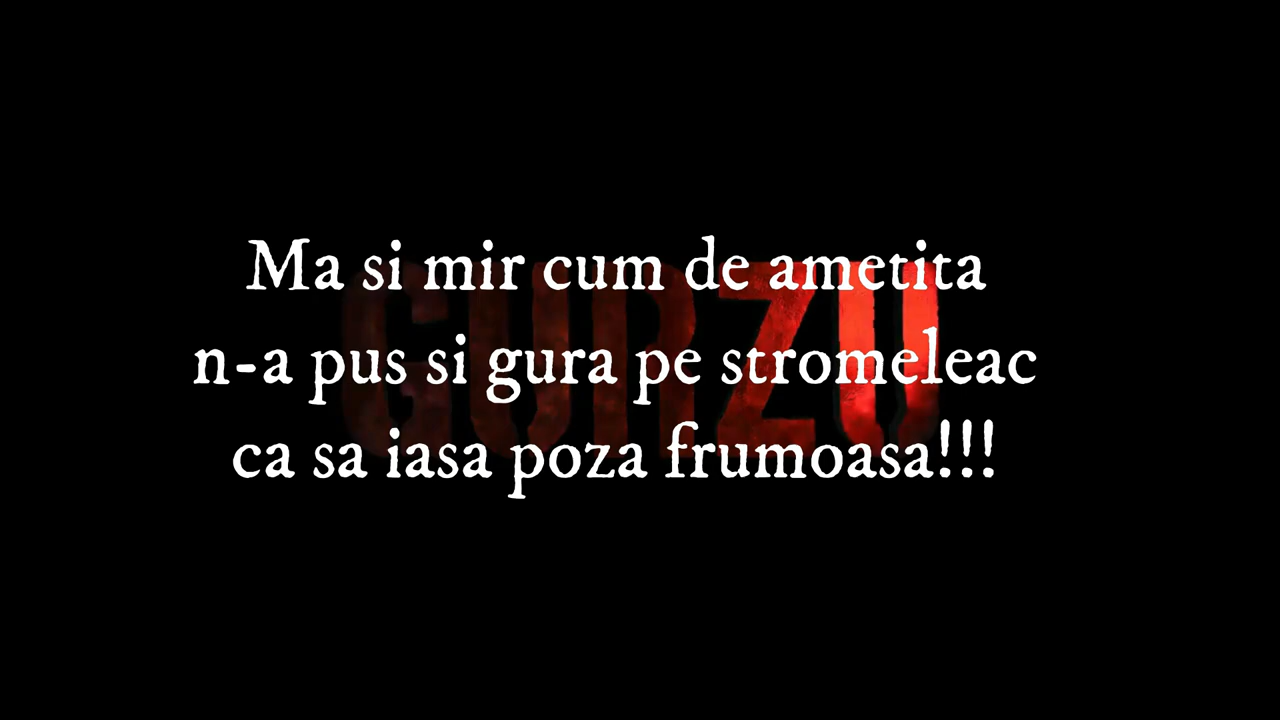 Ma si mir cum de ametita
n-a pus si gura pe stromeleac
ca sa iasa poza frumoasa!!!
GURZU